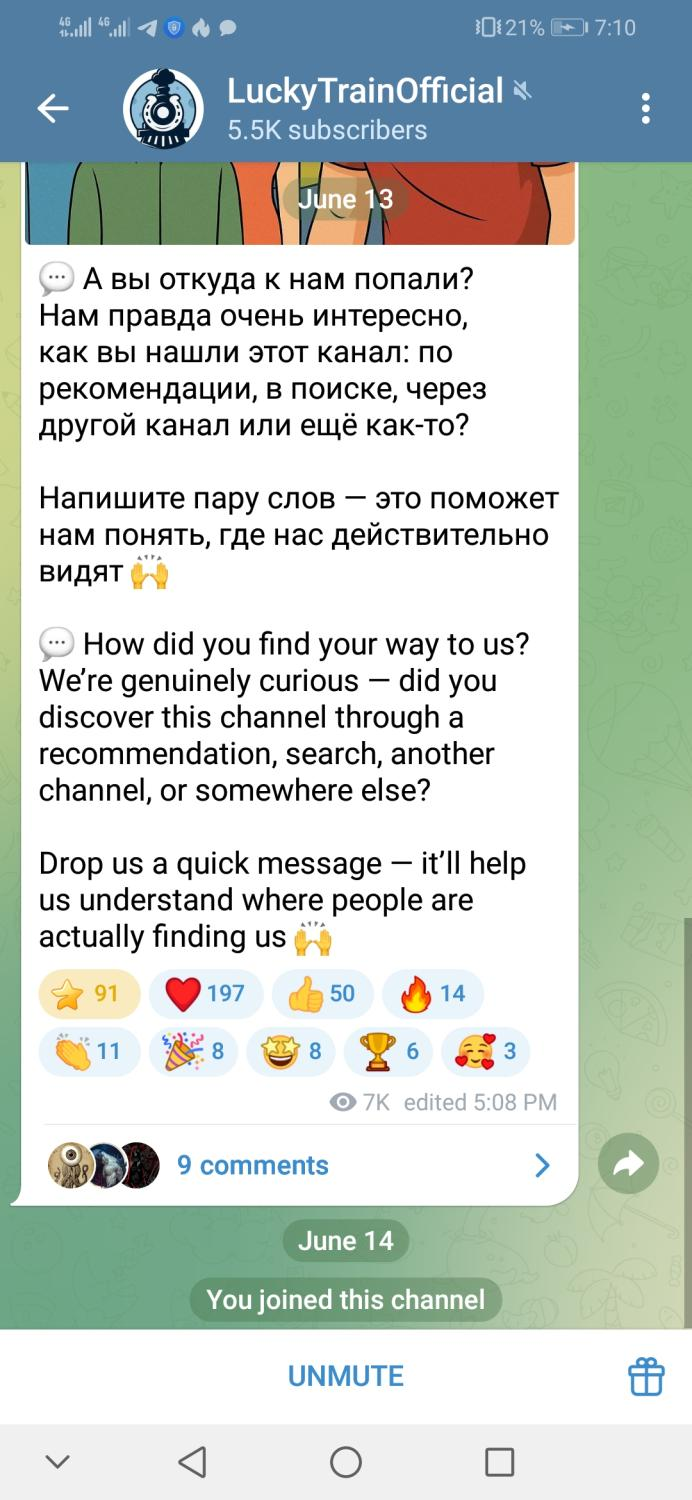 4G 4G 21% 7:10
LuckyTrainOfficial
5.5K subscribers
June 13
💬 А вы откуда к нам попали?
Нам правда очень интересно,
как вы нашли этот канал: по
рекомендации, в поиске, через
другой канал или ещё как-то?
Напишите пару слов — это поможет
нам понять, где нас действительно
видят 🙌
💬 How did you find your way to us?
We’re genuinely curious — did you
discover this channel through a
recommendation, search, another
channel, or somewhere else?
Drop us a quick message — it’ll help
us understand where people are
actually finding us 🙌
⭐ 91 ❤️ 197 👍 50 🔥 14
👏 11 🎉 8 🤩 8 🏆 6 🥰 3
7K edited 5:08 PM
9 comments
June 14
You joined this channel
UNMUTE